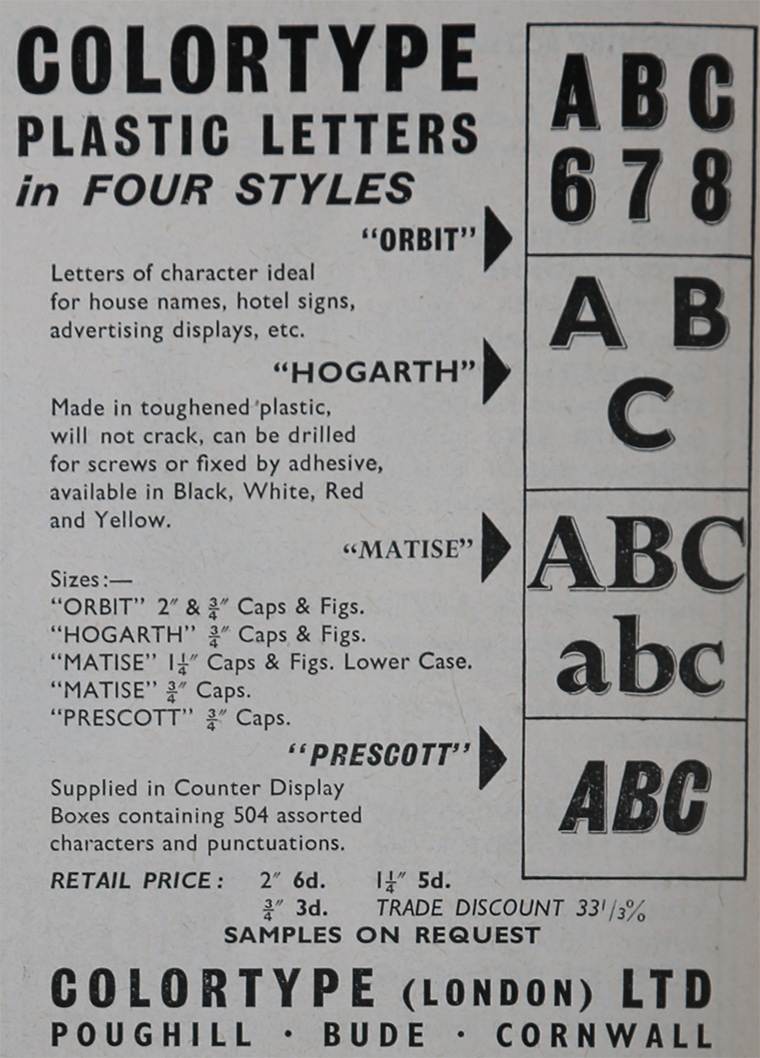 COLORTYPE
PLASTIC LETTERS
in FOUR STYLES
A B C
6 7 8
"ORBIT"
Letters of character ideal
for house names, hotel signs,
advertising displays, etc.
A B
C
"HOGARTH"
Made in toughened plastic,
will not crack, can be drilled
for screws or fixed by adhesive,
available in Black, White, Red
and Yellow.
"MATISE"
ABC
abc
Sizes:—
"ORBIT" 2″ & ¾″ Caps & Figs.
"HOGARTH" ¾″ Caps & Figs.
"MATISE" 1¼″ Caps & Figs. Lower Case.
"MATISE" ¾″ Caps.
"PRESCOTT" ¾″ Caps.
"PRESCOTT"
ABC
Supplied in Counter Display
Boxes containing 504 assorted
characters and punctuations.
RETAIL PRICE: 2″ 6d. 1¼″ 5d.
¾″ 3d. TRADE DISCOUNT 33 1/3%
SAMPLES ON REQUEST
COLORTYPE (LONDON) LTD
POUGHILL · BUDE · CORNWALL